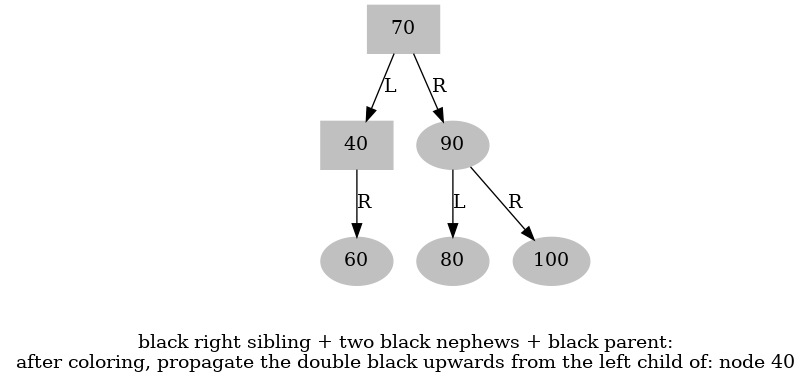 70
L
R
40
90
R
L
R
60
80
100
black right sibling + two black nephews + black parent:
after coloring, propagate the double black upwards from the left child of: node 40